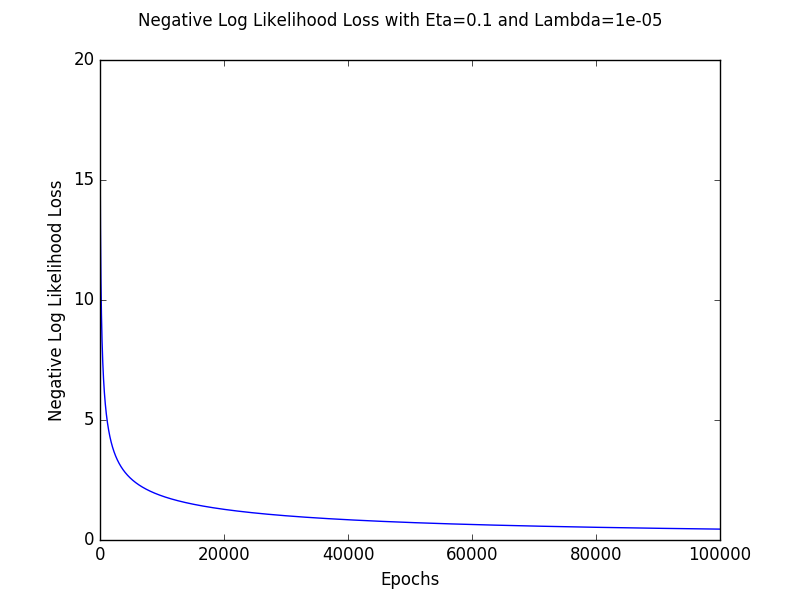 Negative Log Likelihood Loss with Eta=0.1 and Lambda=1e-05
20
15
10
5
0
Negative Log Likelihood Loss
0 20000 40000 60000 80000 100000
Epochs